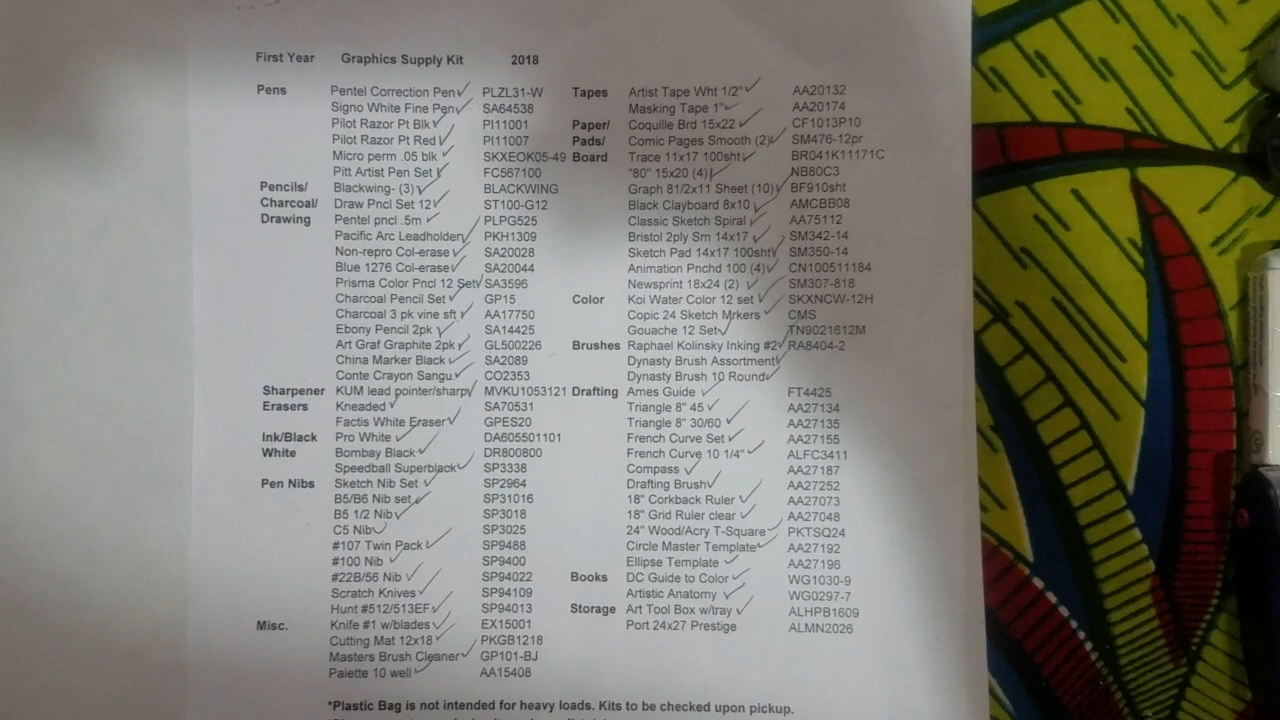 First Year Graphics Supply Kit 2018
Pens Pentel Correction Pen PLZL31-W
Signo White Fine Pen SA64538
Pilot Razor Pt Blk PI11001
Pilot Razor Pt Red PI11007
Micro perm .05 blk SKXEOK05-49
Pitt Artist Pen Set FC567100
Pencils/ Blackwing- (3) BLACKWING
Charcoal/ Draw Pncl Set 12 ST100-G12
Drawing Pentel pncl .5m PLPG525
Pacific Arc Leadholder PKH1309
Non-repro Col-erase SA20028
Blue 1276 Col-erase SA20044
Prisma Color Pncl 12 Set SA3596
Charcoal Pencil Set GP15
Charcoal 3 pk vine sft AA17750
Ebony Pencil 2pk SA14425
Art Graf Graphite 2pk GL500226
China Marker Black SA2089
Conte Crayon Sangu. CO2353
Sharpener KUM lead pointer/sharp MVKU1053121
Erasers Kneaded SA70531
Factis White Eraser GPES20
Ink/Black Pro White DA605501101
White Bombay Black DR800800
Speedball Superblack SP3338
Pen Nibs Sketch Nib Set SP2964
B5/B6 Nib set SP31016
B5 1/2 Nib SP3018
C5 Nib SP3025
#107 Twin Pack SP9488
#100 Nib SP9400
#22B/56 Nib SP94022
Scratch Knives SP94109
Hunt #512/513EF SP94013
Misc. Knife #1 w/blades EX15001
Cutting Mat 12x18 PKGB1218
Masters Brush Cleaner GP101-BJ
Palette 10 well AA15408
Tapes Artist Tape Wht 1/2" AA20132
Masking Tape 1" AA20174
Paper/ Coquille Brd 15x22 CF1013P10
Pads/ Comic Pages Smooth (2) SM476-12pr
Board Trace 11x17 100sht BR041K11171C
"80" 15x20 (4) NB80C3
Graph 81/2x11 Sheet (10) BF910sht
Black Clayboard 8x10 AMCBB08
Classic Sketch Spiral AA75112
Bristol 2ply Sm 14x17 SM342-14
Sketch Pad 14x17 100sht SM350-14
Animation Pnchd 100 (4) CN100511184
Newsprint 18x24 (2) SM307-818
Color Koi Water Color 12 set SKXNCW-12H
Copic 24 Sketch Mrkers CMS
Gouache 12 Set TN9021612M
Brushes Raphael Kolinsky Inking #2 RA8404-2
Dynasty Brush Assortment
Dynasty Brush 10 Round
Drafting Ames Guide FT4425
Triangle 8" 45 AA27134
Triangle 8" 30/60 AA27135
French Curve Set AA27155
French Curve 10 1/4" ALFC3411
Compass AA27187
Drafting Brush AA27252
18" Corkback Ruler AA27073
18" Grid Ruler clear AA27048
24" Wood/Acry T-Square PKTSQ24
Circle Master Template AA27192
Ellipse Template AA27196
Books DC Guide to Color WG1030-9
Artistic Anatomy WG0297-7
Storage Art Tool Box w/tray ALHPB1609
Port 24x27 Prestige ALMN2026
*Plastic Bag is not intended for heavy loads. Kits to be checked upon pickup.